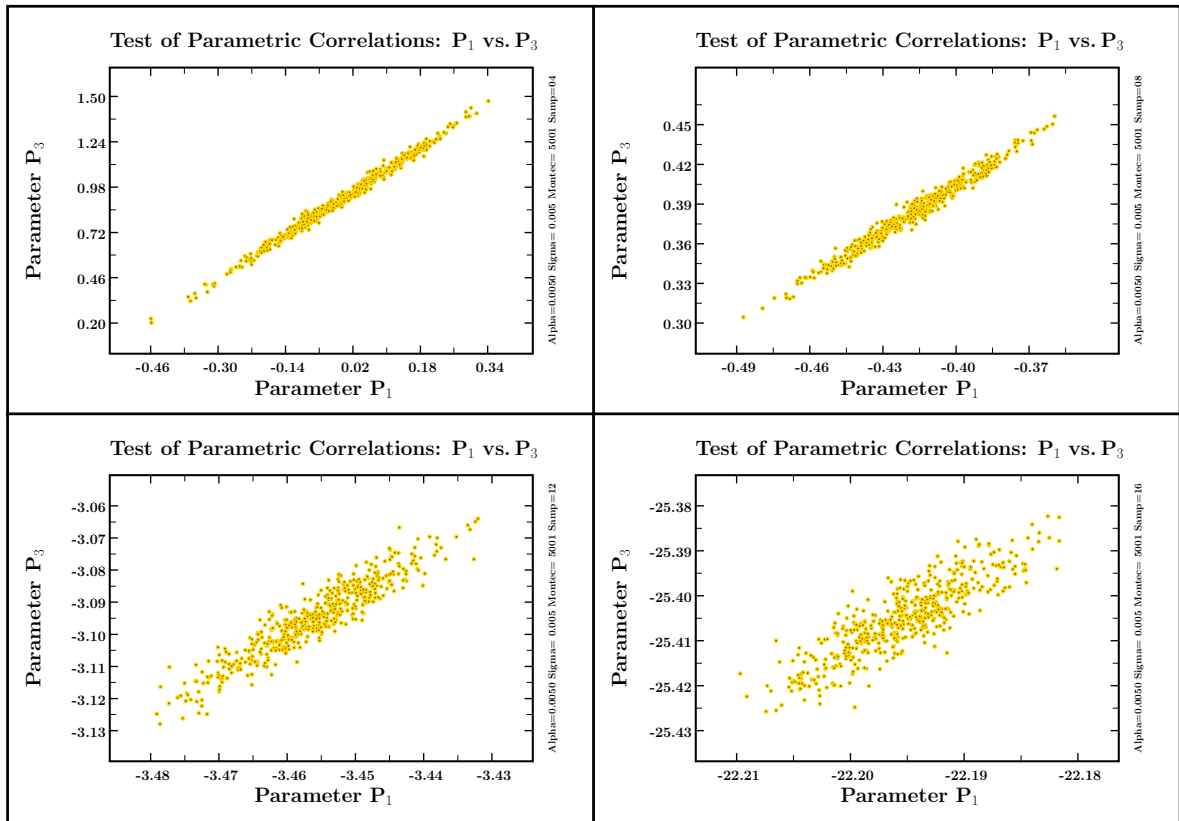 Test of Parametric Correlations: P₁ vs. P₃
Parameter P₃
1.50
1.24
0.98
0.72
0.46
0.20
-0.46 -0.30 -0.14 0.02 0.18 0.34
Parameter P₁
Alpha=0.0050 Sigma= 0.005 Montec= 5001 Samp=04
Test of Parametric Correlations: P₁ vs. P₃
Parameter P₃
0.45
0.42
0.39
0.36
0.33
0.30
-0.49 -0.46 -0.43 -0.40 -0.37
Parameter P₁
Alpha=0.0050 Sigma= 0.005 Montec= 5001 Samp=08
Test of Parametric Correlations: P₁ vs. P₃
Parameter P₃
-3.06
-3.07
-3.08
-3.09
-3.10
-3.11
-3.12
-3.13
-3.48 -3.47 -3.46 -3.45 -3.44 -3.43
Parameter P₁
Alpha=0.0050 Sigma= 0.005 Montec= 5001 Samp=12
Test of Parametric Correlations: P₁ vs. P₃
Parameter P₃
-25.38
-25.39
-25.40
-25.41
-25.42
-25.43
-22.21 -22.20 -22.19 -22.18
Parameter P₁
Alpha=0.0050 Sigma= 0.005 Montec= 5001 Samp=16